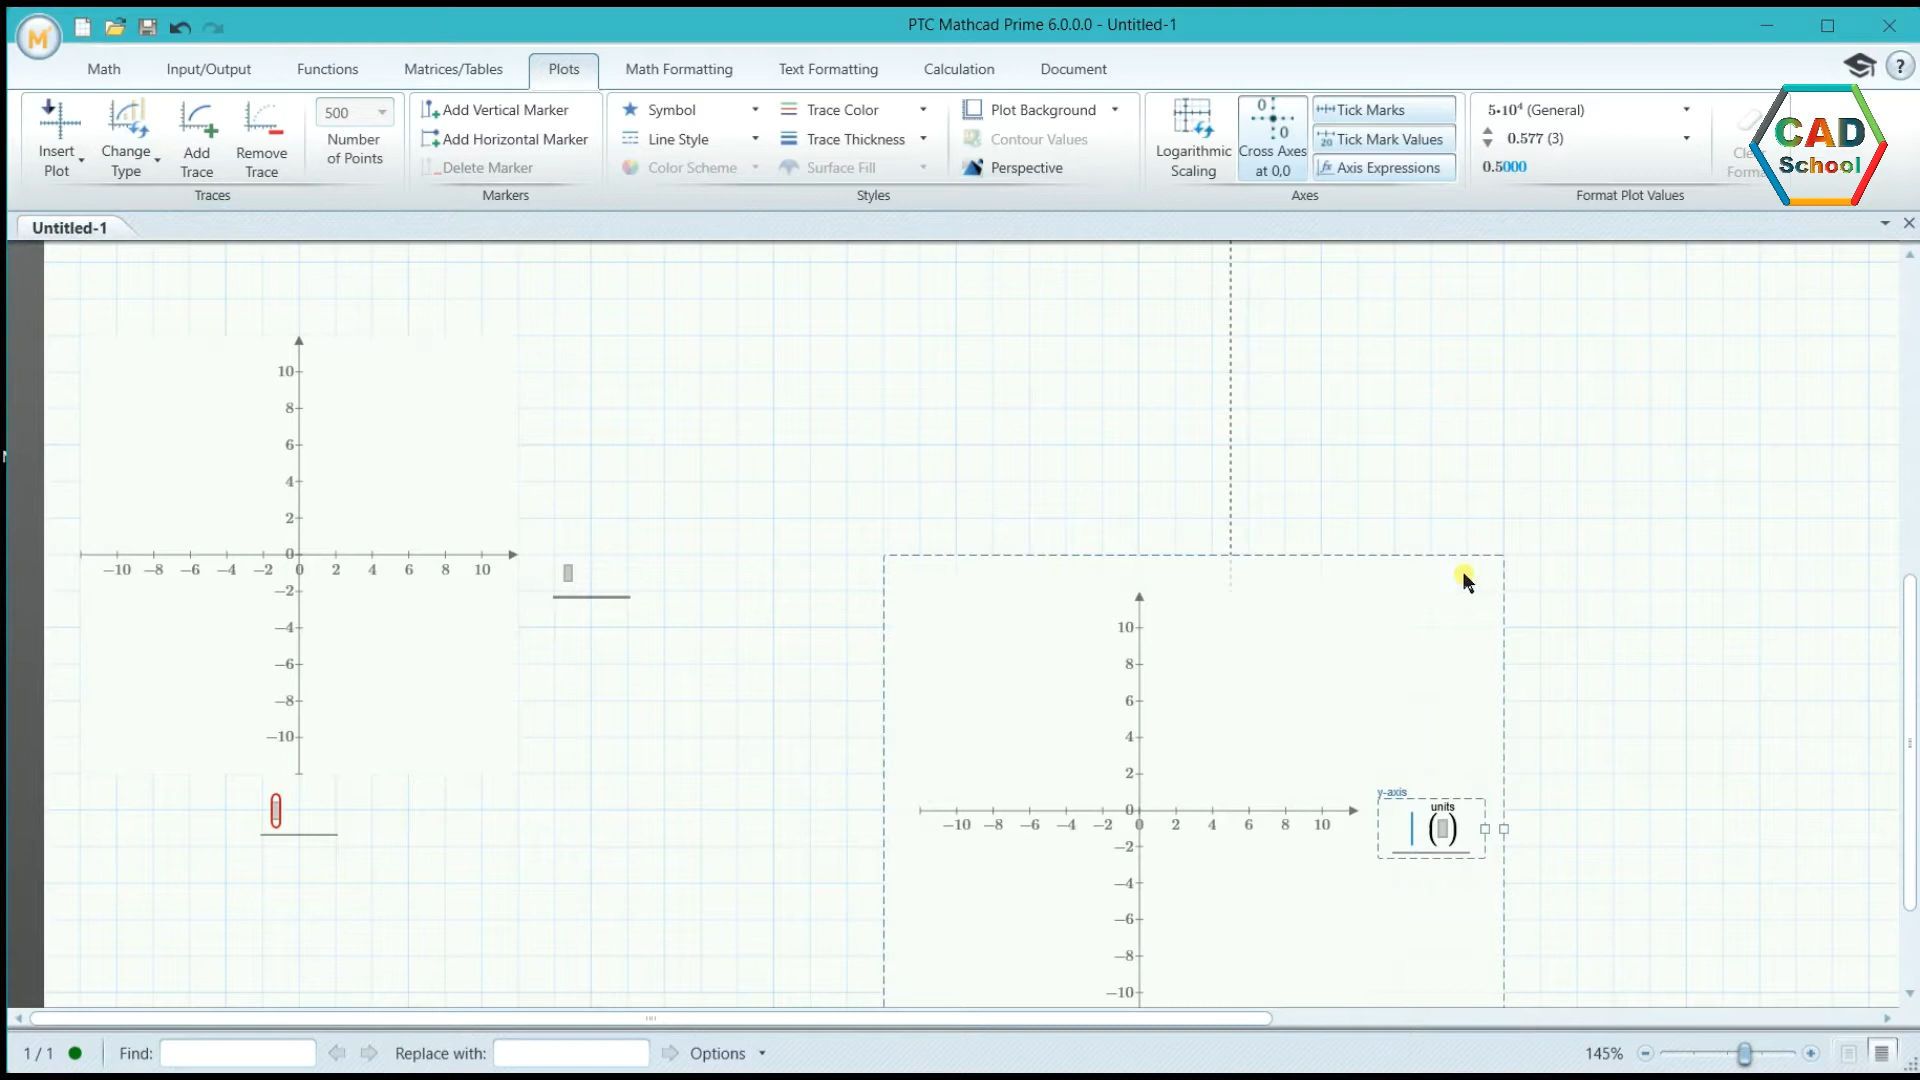 PTC Mathcad Prime 6.0.0.0 - Untitled-1
M
Math Input/Output Functions Matrices/Tables Plots Math Formatting Text Formatting Calculation Document
?
Insert Plot
Change Type
Add Trace
Remove Trace
500
Number of Points
Traces
Add Vertical Marker
Add Horizontal Marker
Delete Marker
Markers
Symbol
Line Style
Color Scheme
Trace Color
Trace Thickness
Surface Fill
Plot Background
Contour Values
Perspective
Styles
Logarithmic Scaling
0
0
Cross Axes at 0,0
Tick Marks
20 Tick Mark Values
fx Axis Expressions
Axes
5•10⁴ (General)
0.577 (3)
0.5000
Format Plot Values
CAD
School
Untitled-1
10
8
6
4
2
0
−10 −8 −6 −4 −2 0 2 4 6 8 10
−2
−4
−6
−8
−10
10
8
6
4
2
0
−10 −8 −6 −4 −2 0 2 4 6 8 10
−2
−4
−6
−8
−10
y-axis
units
( )
1 / 1 Find: Replace with: Options 145%